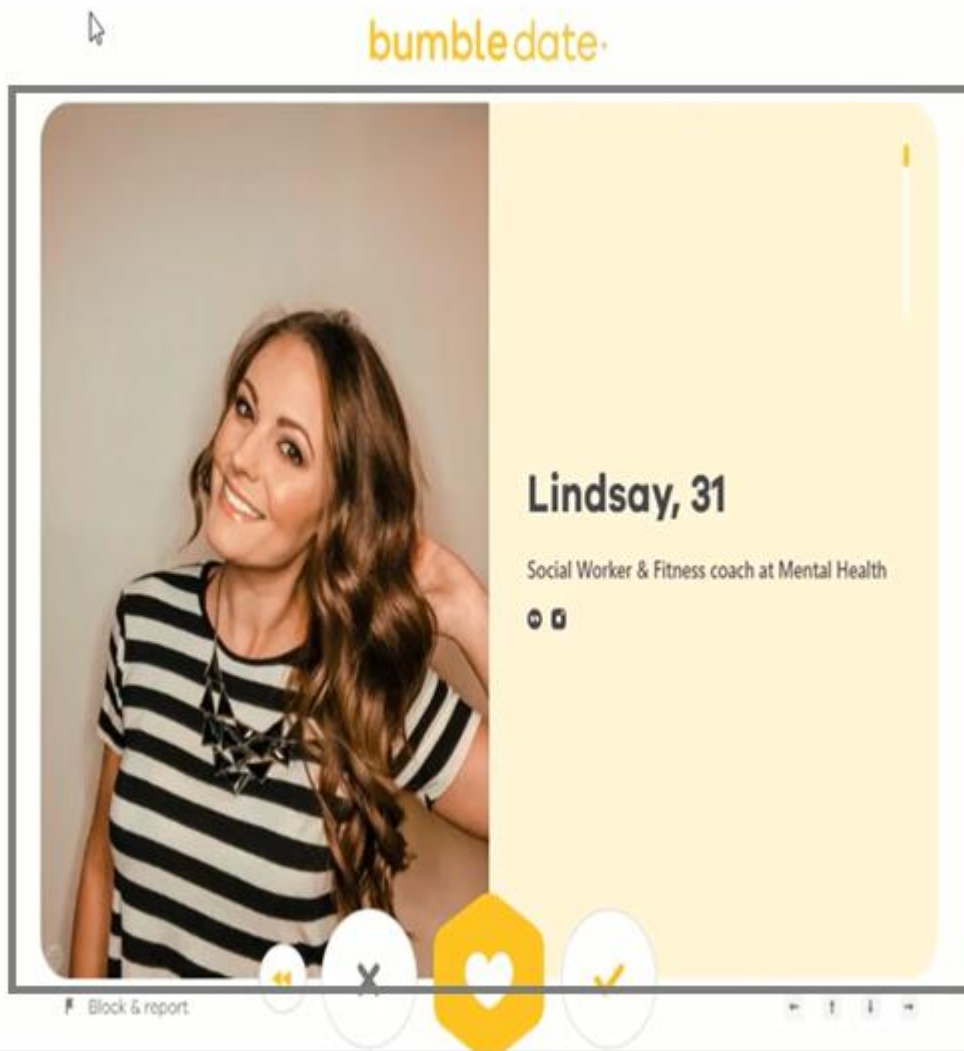 bumble date
Lindsay, 31
Social Worker & Fitness coach at Mental Health
Block & report